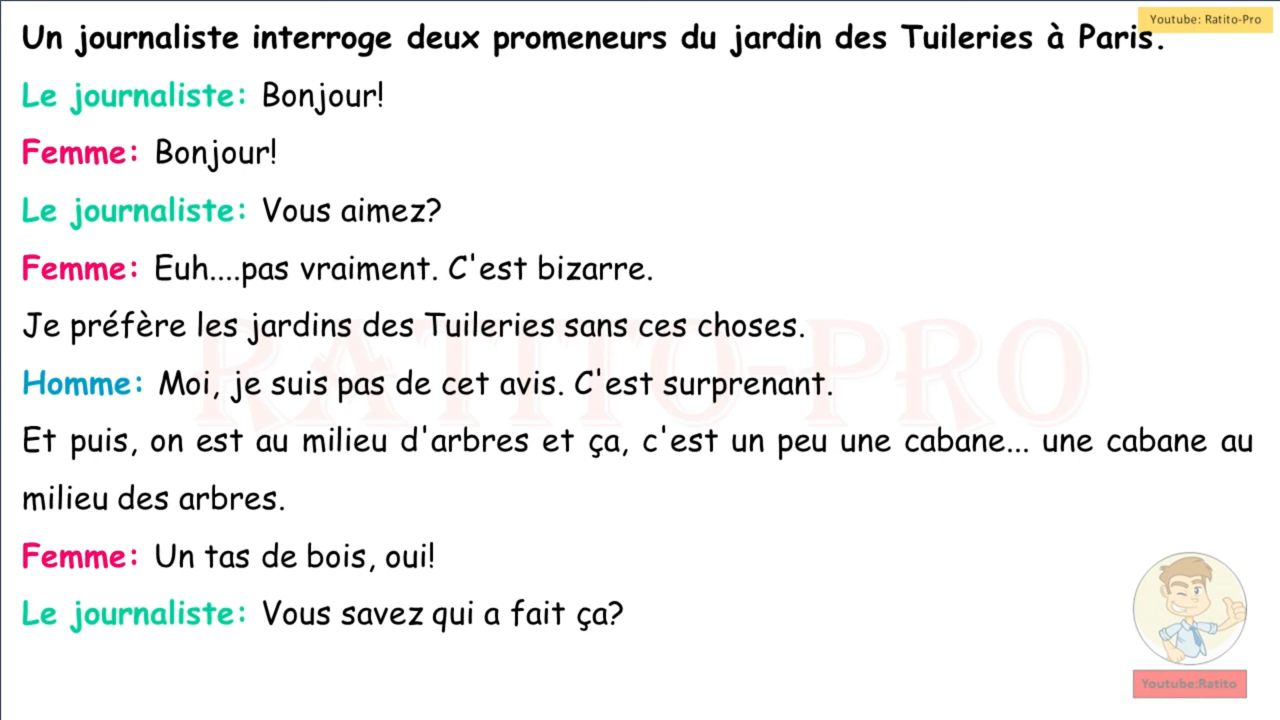 Youtube: Ratito-Pro
Un journaliste interroge deux promeneurs du jardin des Tuileries à Paris.
Le journaliste: Bonjour!
Femme: Bonjour!
Le journaliste: Vous aimez?
Femme: Euh....pas vraiment. C'est bizarre.
Je préfère les jardins des Tuileries sans ces choses.
RATITO-PRO
Homme: Moi, je suis pas de cet avis. C'est surprenant.
Et puis, on est au milieu d'arbres et ça, c'est un peu une cabane... une cabane au
milieu des arbres.
Femme: Un tas de bois, oui!
Le journaliste: Vous savez qui a fait ça?
Youtube:Ratito